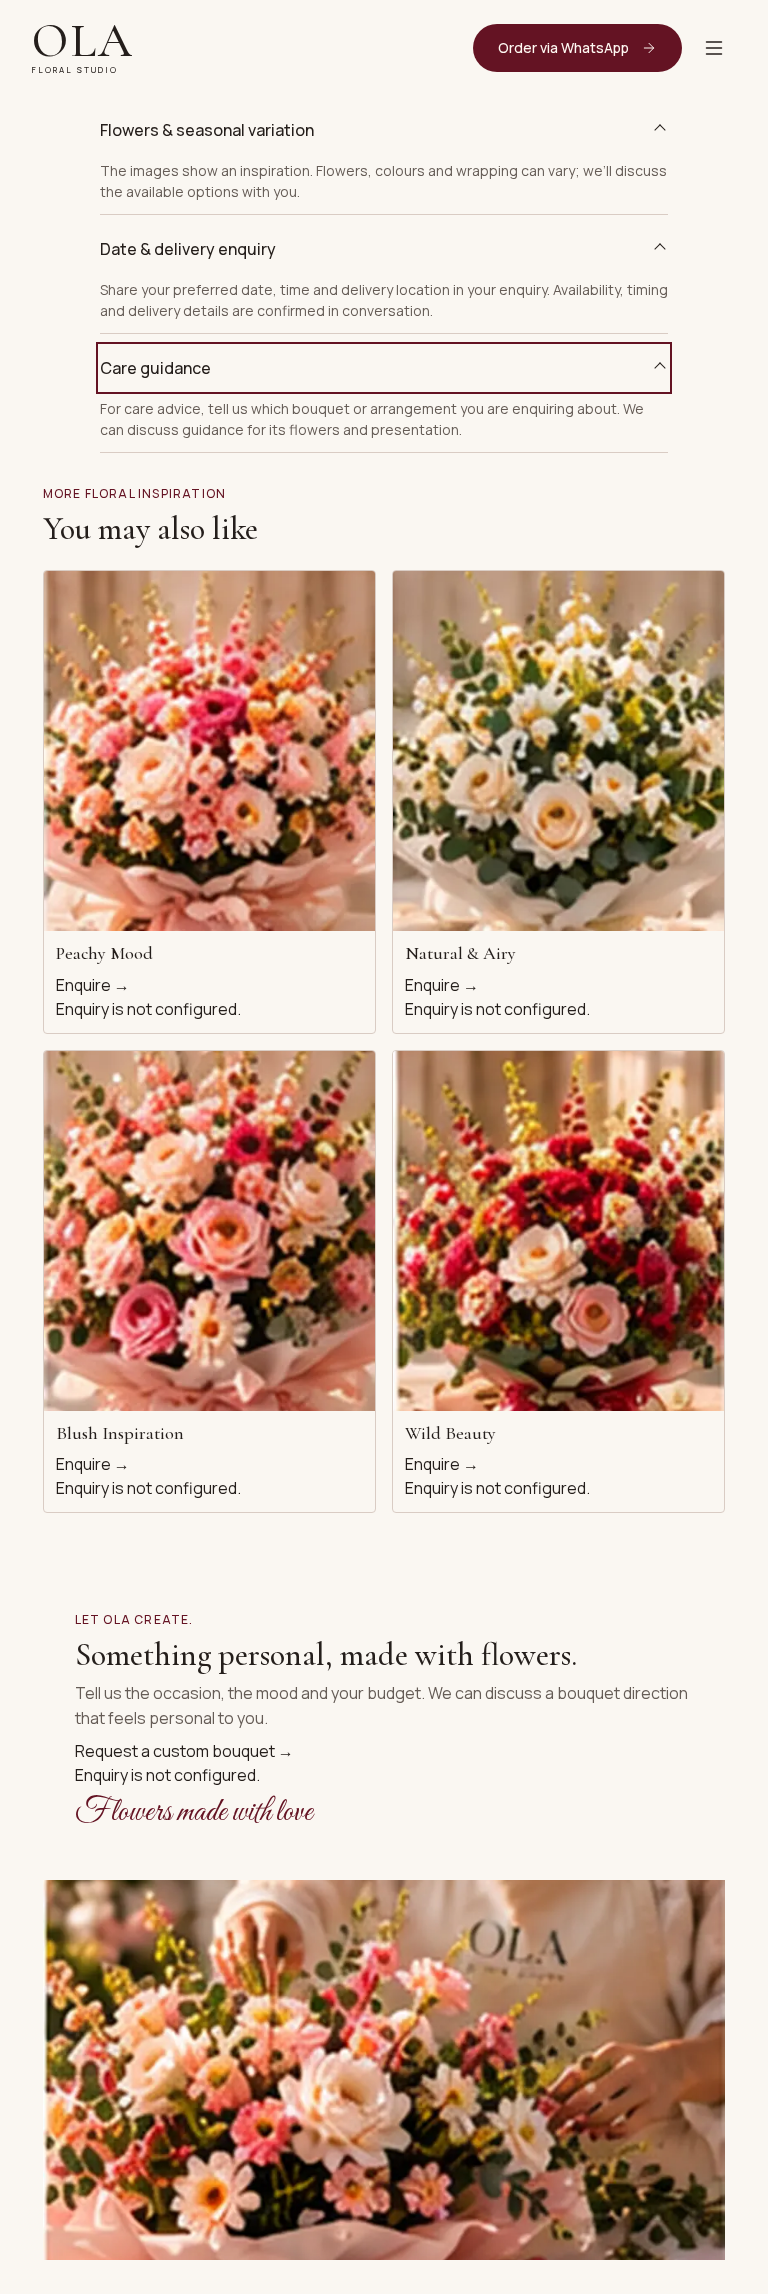 OLA
FLORAL STUDIO
Order via WhatsApp →
Flowers & seasonal variation
The images show an inspiration. Flowers, colours and wrapping can vary; we'll discuss
the available options with you.
Date & delivery enquiry
Share your preferred date, time and delivery location in your enquiry. Availability, timing
and delivery details are confirmed in conversation.
Care guidance
For care advice, tell us which bouquet or arrangement you are enquiring about. We
can discuss guidance for its flowers and presentation.
MORE FLORAL INSPIRATION
You may also like
Peachy Mood
Enquire →
Enquiry is not configured.
Natural & Airy
Enquire →
Enquiry is not configured.
Blush Inspiration
Enquire →
Enquiry is not configured.
Wild Beauty
Enquire →
Enquiry is not configured.
LET OLA CREATE.
Something personal, made with flowers.
Tell us the occasion, the mood and your budget. We can discuss a bouquet direction
that feels personal to you.
Request a custom bouquet →
Enquiry is not configured.
Flowers made with love
OLA